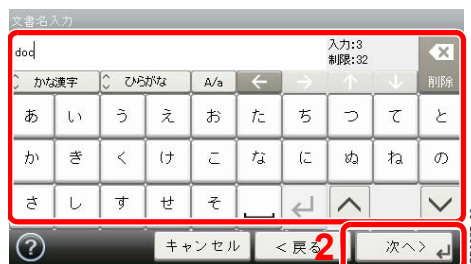 文書名入力
doc
入力:3
制限:32
かな漢字 ひらがな A/a ← → ↑ ↓ 削除
あ い う え お た ち つ て と
か き く け こ な に ぬ ね の
さ し す せ そ
? キャンセル < 戻る 2 次へ >